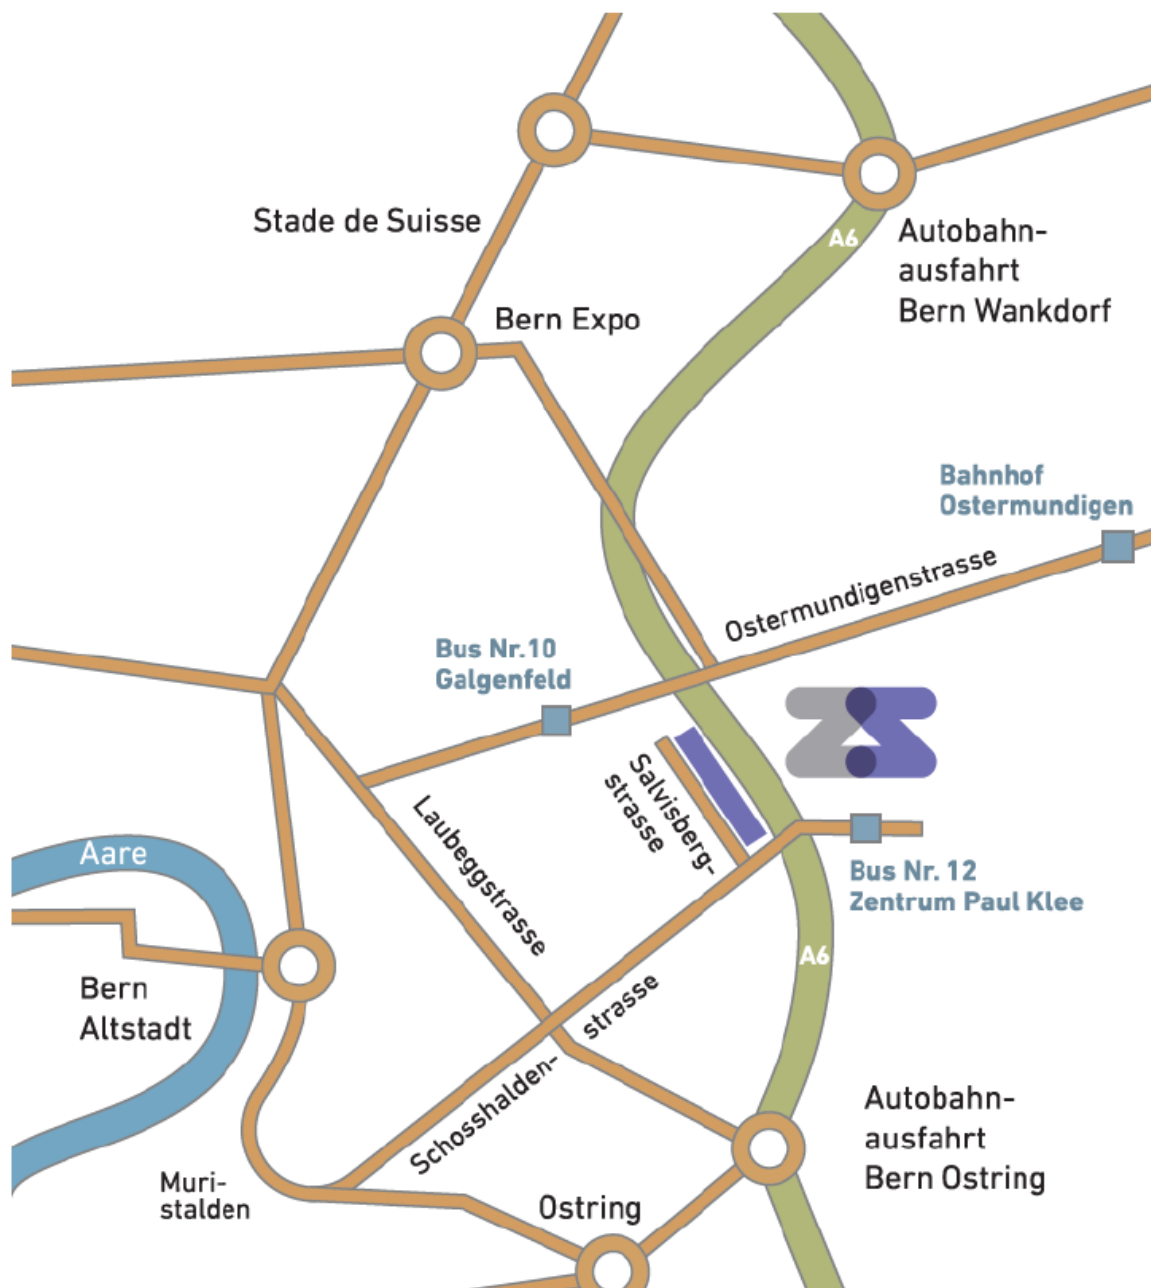 Stade de Suisse
A6
Autobahn-
ausfahrt
Bern Wankdorf
Bern Expo
Bahnhof
Ostermundigen
Ostermundigenstrasse
Bus Nr.10
Galgenfeld
Salvisberg-
strasse
Laubeggstrasse
Aare
Bus Nr. 12
Zentrum Paul Klee
A6
Bern
Altstadt
Schosshalden-
strasse
Autobahn-
ausfahrt
Bern Ostring
Muri-
stalden
Ostring